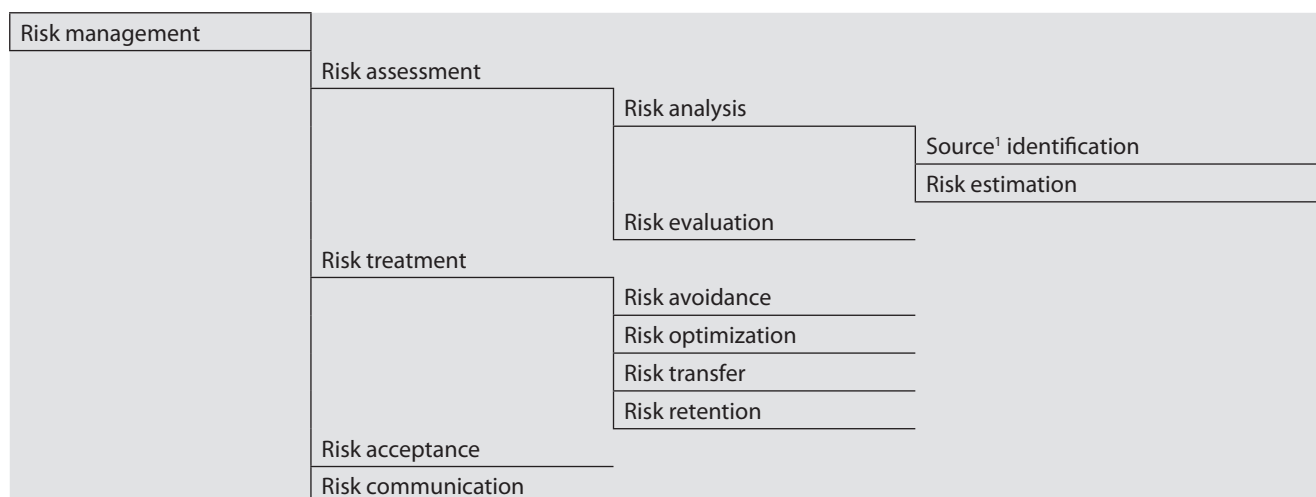 Risk management
Risk assessment
Risk analysis
Source¹ identification
Risk estimation
Risk evaluation
Risk treatment
Risk avoidance
Risk optimization
Risk transfer
Risk retention
Risk acceptance
Risk communication